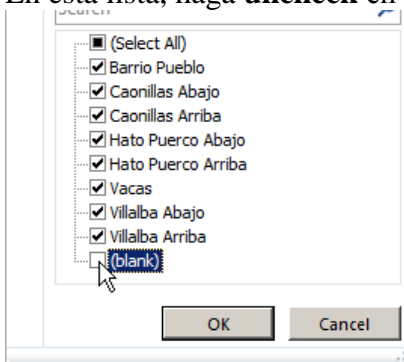 En esta lista, haga uncheck en
Search
(Select All)
Barrio Pueblo
Caonillas Abajo
Caonillas Arriba
Hato Puerco Abajo
Hato Puerco Arriba
Vacas
Villalba Abajo
Villalba Arriba
(blank)
OK Cancel